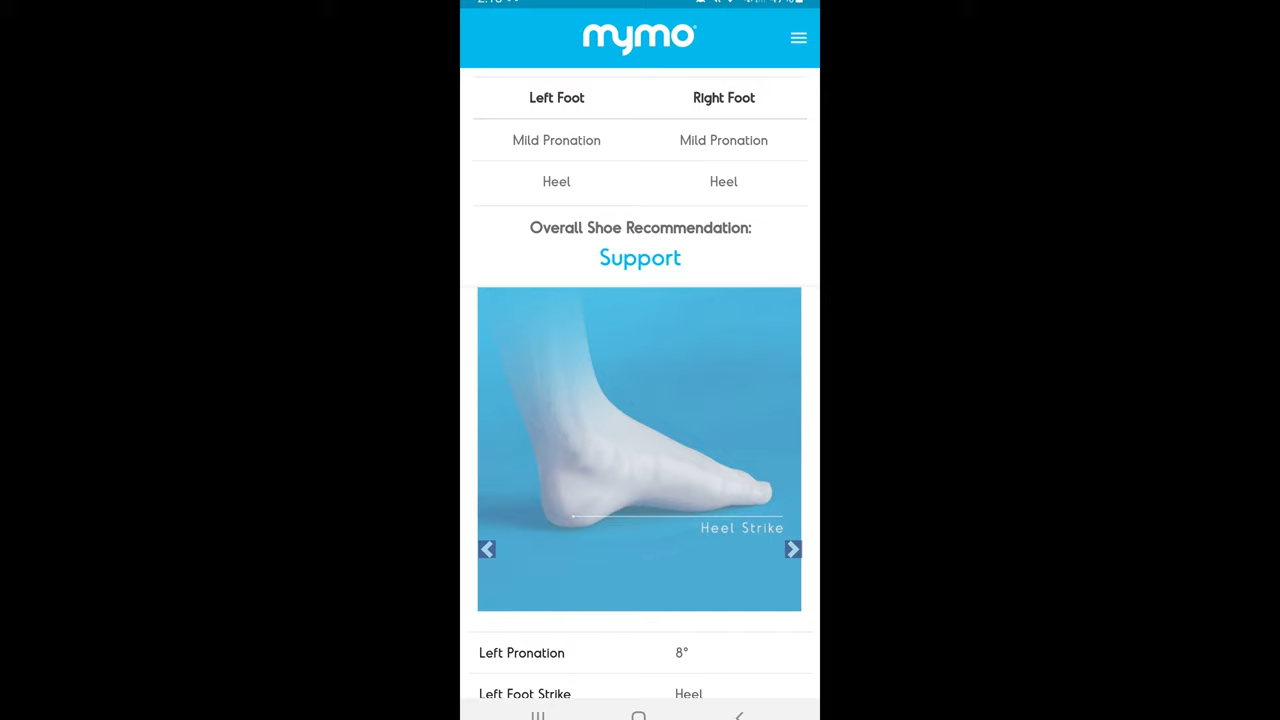 mymo
Left Foot Right Foot
Mild Pronation Mild Pronation
Heel Heel
Overall Shoe Recommendation:
Support
Heel Strike
Left Pronation 8°
Left Foot Strike Heel